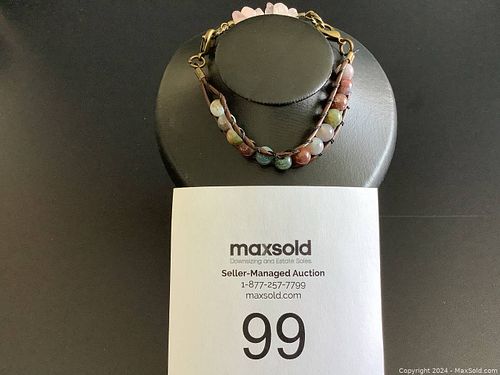 maxsold
Downsizing and Estate Sales
Seller-Managed Auction
1-877-257-7799
maxsold.com
99
Copyright 2024 - MaxSold.com